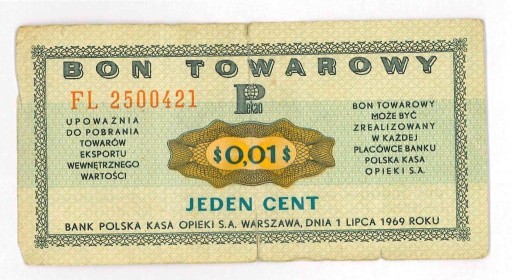 BON TOWAROWY
FL 2500421
Pekao
UPOWAŻNIA
DO POBRANIA
TOWARÓW
EKSPORTU
WEWNĘTRZNEGO
WARTOŚCI
$0,01$
BON TOWAROWY
MOŻE BYĆ
ZREALIZOWANY
W KAŻDEJ
PLACÓWCE BANKU
POLSKA KASA
OPIEKI S.A.
JEDEN CENT
BANK POLSKA KASA OPIEKI S.A. WARSZAWA, DNIA 1 LIPCA 1969 ROKU